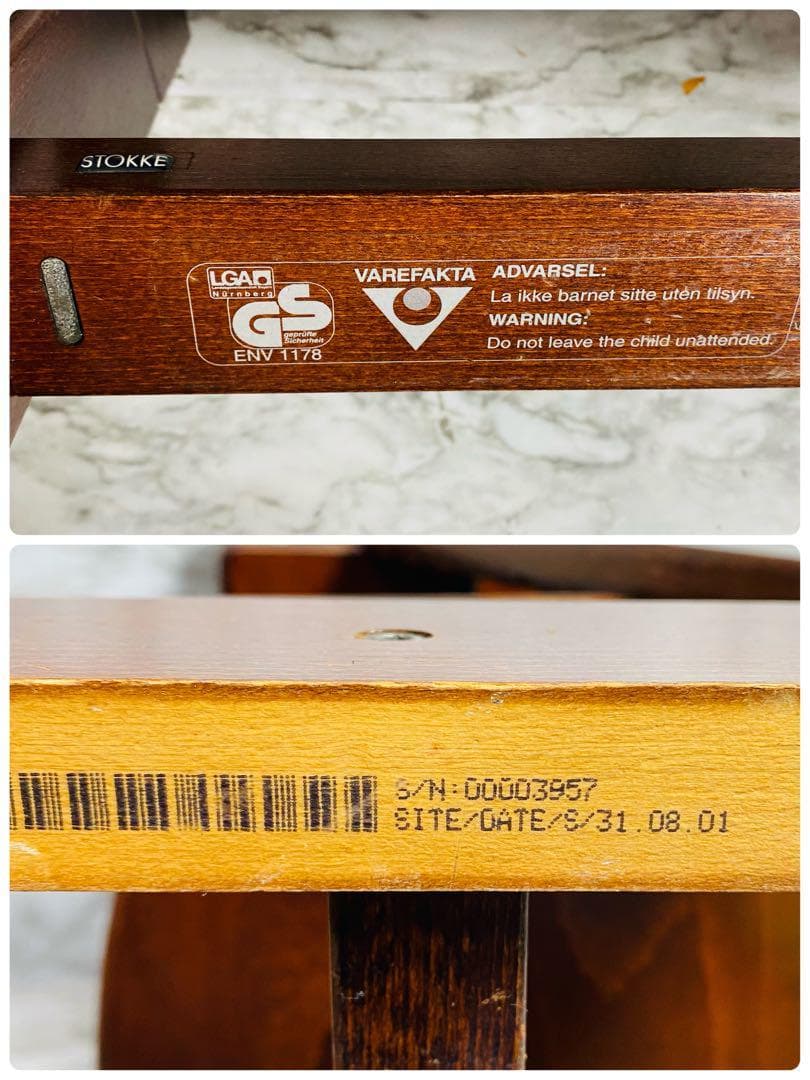 STOKKE
LGA
Nürnberg
GS
geprüfte
Sicherheit
ENV 1178
VAREFAKTA
ADVARSEL:
La ikke barnet sitte uten tilsyn.
WARNING:
Do not leave the child unattended.
S/N:00003957
SITE/DATE/S/31.08.01